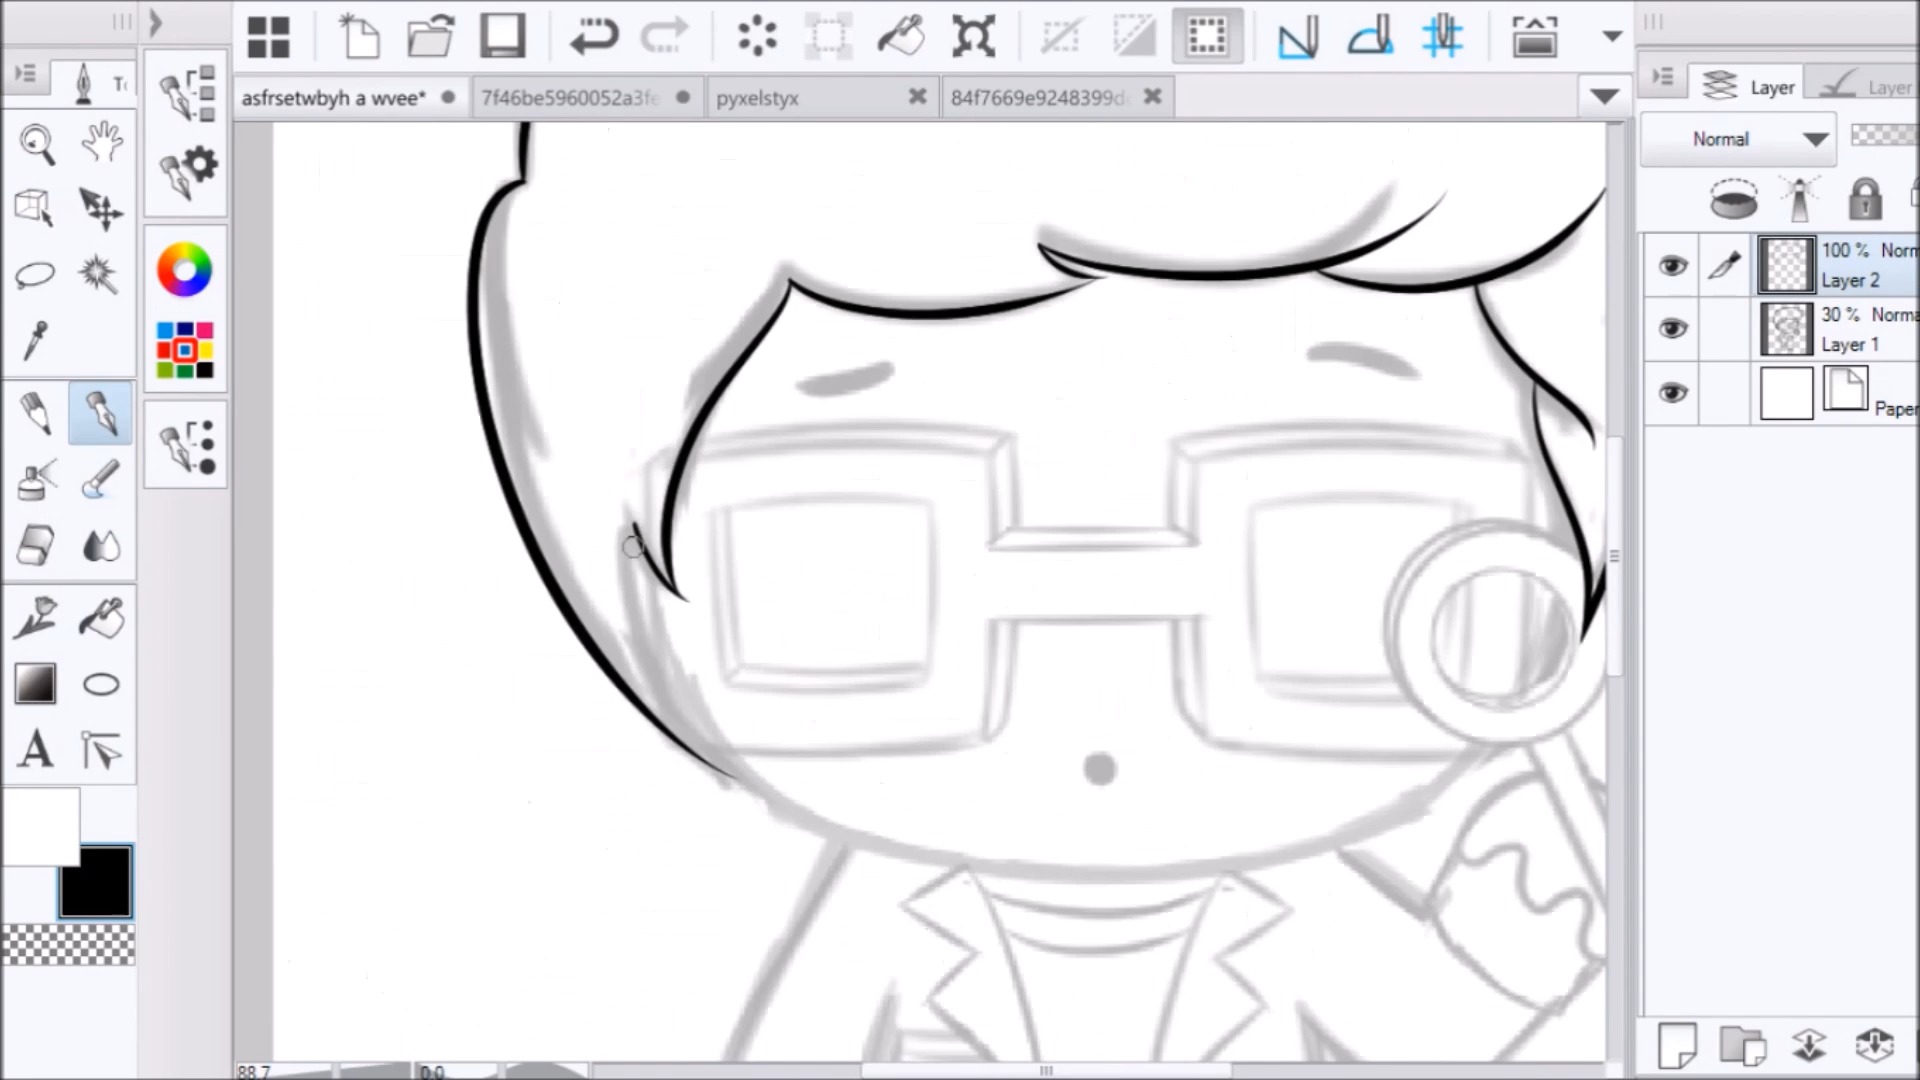 asfrsetwbyh a wvee*
7f46be5960052a3fe
pyxelstyx
84f7669e9248399d
Layer
Layer
Normal
100 % Norm
Layer 2
30 % Norma
Layer 1
Paper
A
88.7
0.0